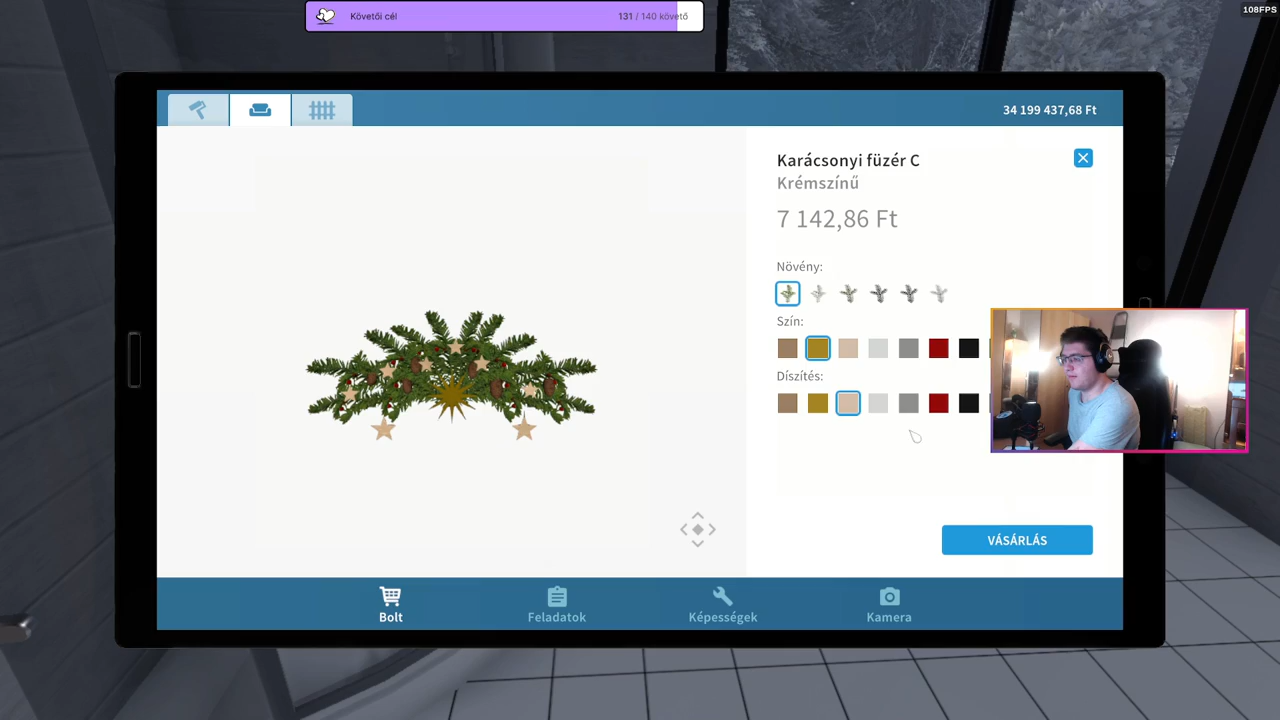 Követői cél
131 / 140 követő
108FPS
34 199 437,68 Ft
Karácsonyi füzér C
Krémszínű
7 142,86 Ft
Növény:
Szín:
Díszítés:
VÁSÁRLÁS
Bolt
Feladatok
Képességek
Kamera